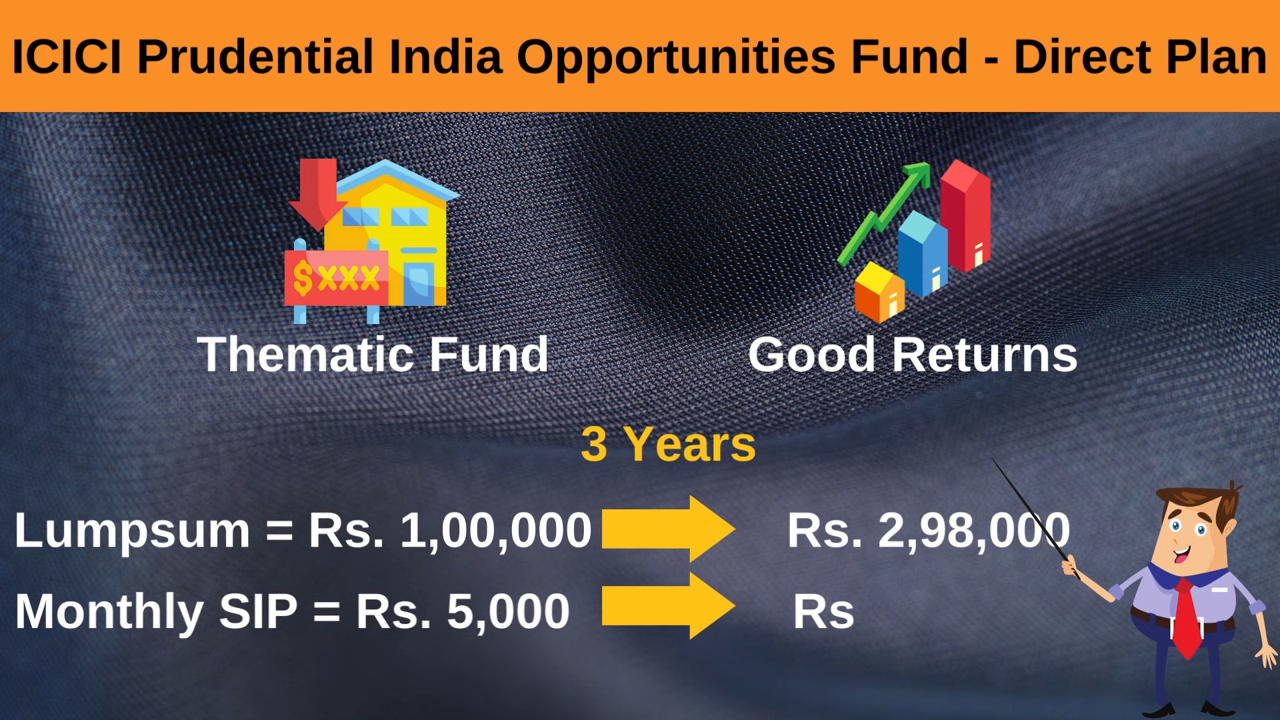 ICICI Prudential India Opportunities Fund - Direct Plan
$XXX
Thematic Fund
Good Returns
3 Years
Lumpsum = Rs. 1,00,000
Rs. 2,98,000
Monthly SIP = Rs. 5,000
Rs